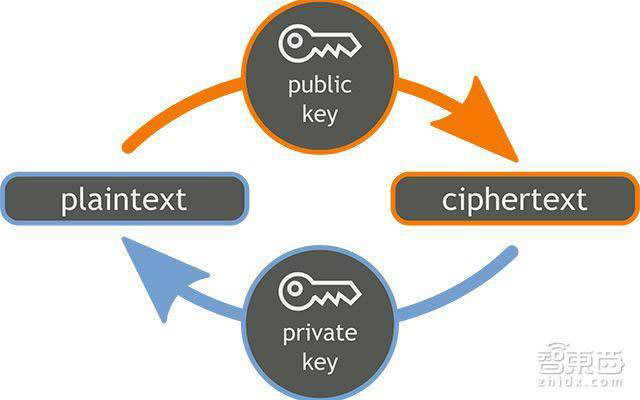 public
key
plaintext
ciphertext
private
key
智東西
zhidx.com